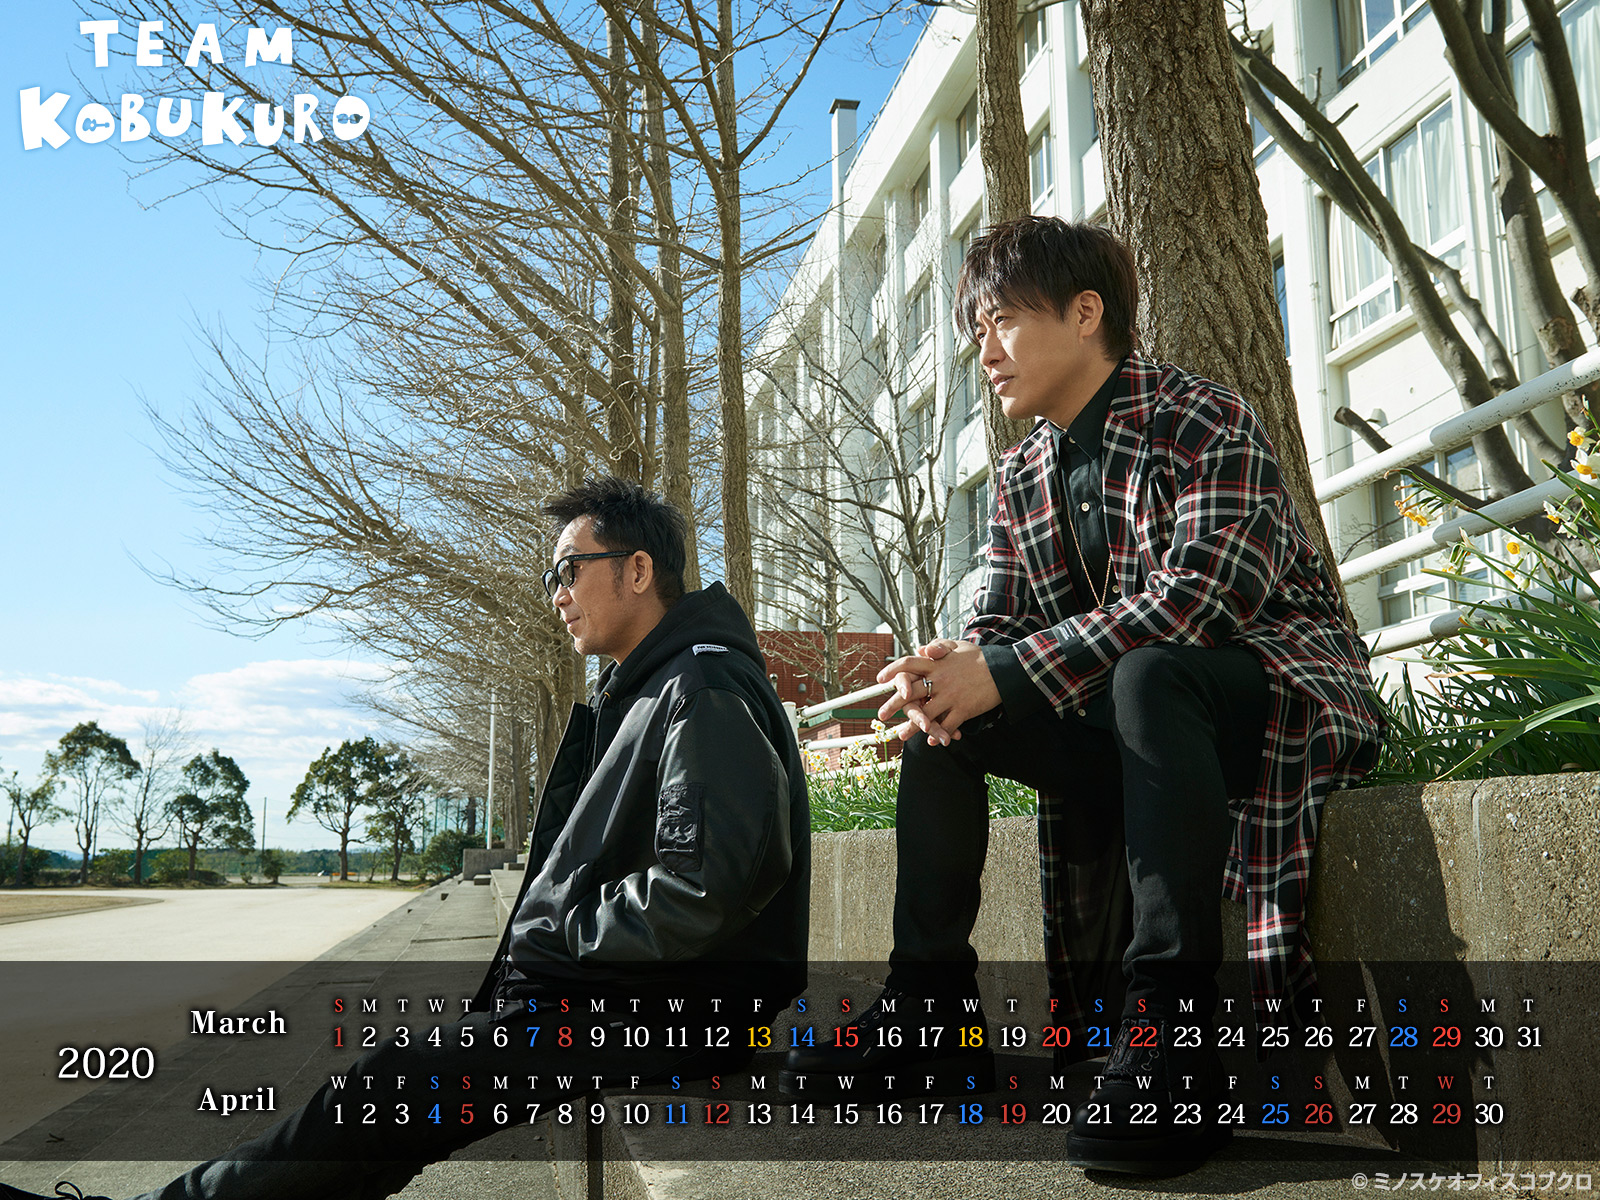 TEAM
KOBUKURO
2020
March
S M T W T F S S M T W T F S S M T W T F S S M T W T F S S M T
1 2 3 4 5 6 7 8 9 10 11 12 13 14 15 16 17 18 19 20 21 22 23 24 25 26 27 28 29 30 31
April
W T F S S M T W T F S S M T W T F S S M T W T F S S M T W T
1 2 3 4 5 6 7 8 9 10 11 12 13 14 15 16 17 18 19 20 21 22 23 24 25 26 27 28 29 30
© ミノスケオフィスコブクロ